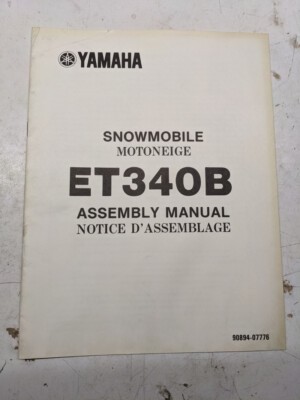 YAMAHA
SNOWMOBILE
MOTONEIGE
ET340B
ASSEMBLY MANUAL
NOTICE D'ASSEMBLAGE
90894-07776